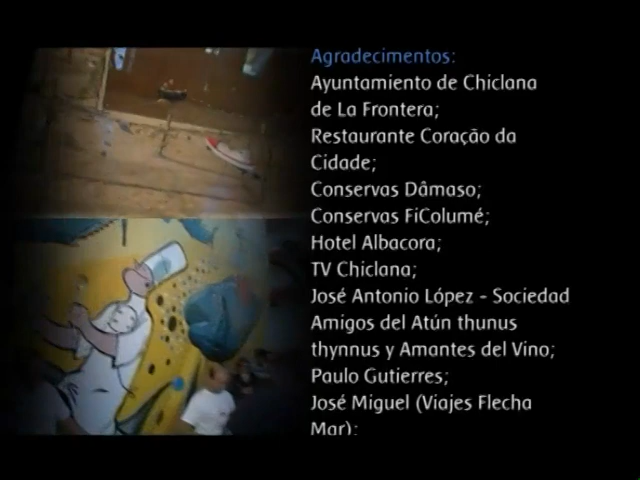 Agradecimentos:
Ayuntamiento de Chiclana
de La Frontera;
Restaurante Coração da
Cidade;
Conservas Dâmaso;
Conservas FiColumé;
Hotel Albacora;
TV Chiclana;
José Antonio López - Sociedad
Amigos del Atún thunus
thynnus y Amantes del Vino;
Paulo Gutierres;
José Miguel (Viajes Flecha
Mar);